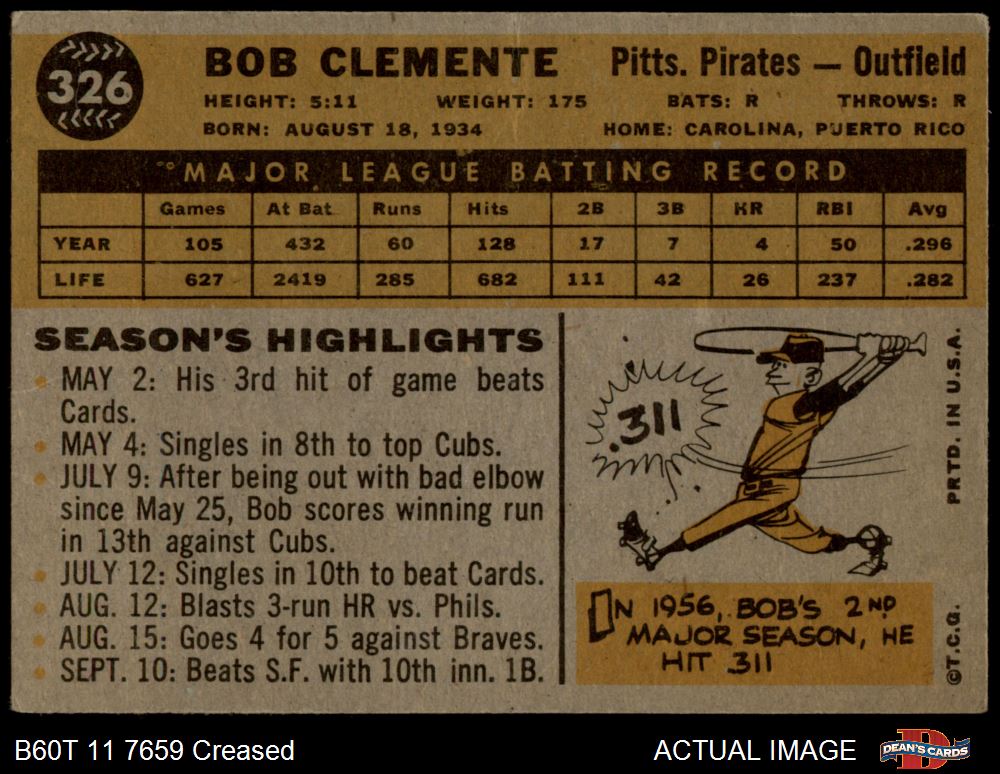 326
BOB CLEMENTE Pitts. Pirates — Outfield
HEIGHT: 5:11 WEIGHT: 175 BATS: R THROWS: R
BORN: AUGUST 18, 1934 HOME: CAROLINA, PUERTO RICO
MAJOR LEAGUE BATTING RECORD
Games At Bat Runs Hits 2B 3B HR RBI Avg
YEAR 105 432 60 128 17 7 4 50 .296
LIFE 627 2419 285 682 111 42 26 237 .282
SEASON'S HIGHLIGHTS
• MAY 2: His 3rd hit of game beats
Cards.
• MAY 4: Singles in 8th to top Cubs.
• JULY 9: After being out with bad elbow
since May 25, Bob scores winning run
in 13th against Cubs.
• JULY 12: Singles in 10th to beat Cards.
• AUG. 12: Blasts 3-run HR vs. Phils.
• AUG. 15: Goes 4 for 5 against Braves.
• SEPT. 10: Beats S.F. with 10th inn. 1B.
.311
IN 1956, BOB'S 2ND
MAJOR SEASON, HE
HIT .311
PRTD. IN U.S.A.
©T.C.G.
B60T 11 7659 Creased
ACTUAL IMAGE
DEAN'S CARDS